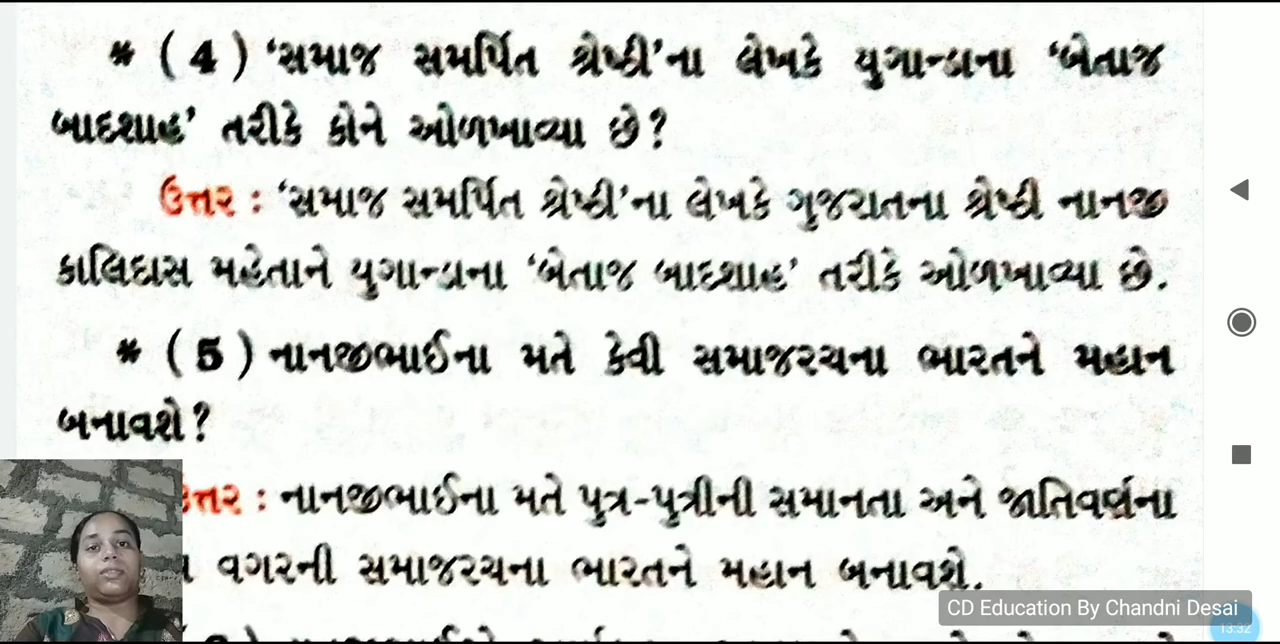 * ( 4 ) ‘સમાજ સમર્પિત શ્રેષ્ઠી’ના લેખકે યુગાન્ડાના ‘બેતાજ
બાદશાહ’ તરીકે કોને ઓળખાવ્યા છે?
ઉત્તર : ‘સમાજ સમર્પિત શ્રેષ્ઠી’ના લેખકે ગુજરાતના શ્રેષ્ઠી નાનજી
કાલિદાસ મહેતાને યુગાન્ડાના ‘બેતાજ બાદશાહ’ તરીકે ઓળખાવ્યા છે.
* ( 5 ) નાનજીભાઈના મતે કેવી સમાજરચના ભારતને મહાન
બનાવશે?
ત્તર : નાનજીભાઈના મતે પુત્ર-પુત્રીની સમાનતા અને જાતિવર્ણના
વગરની સમાજરચના ભારતને મહાન બનાવશે.
CD Education By Chandni Desai
13:32